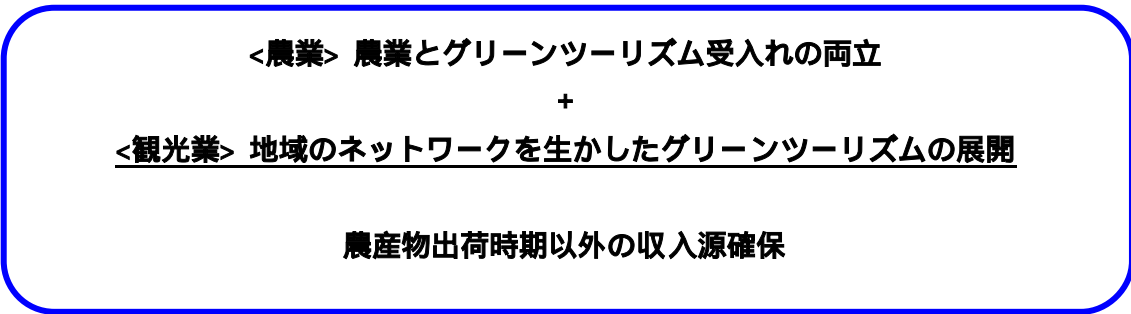 <農業> 農業とグリーンツーリズム受入れの両立
+
<観光業> 地域のネットワークを生かしたグリーンツーリズムの展開
農産物出荷時期以外の収入源確保